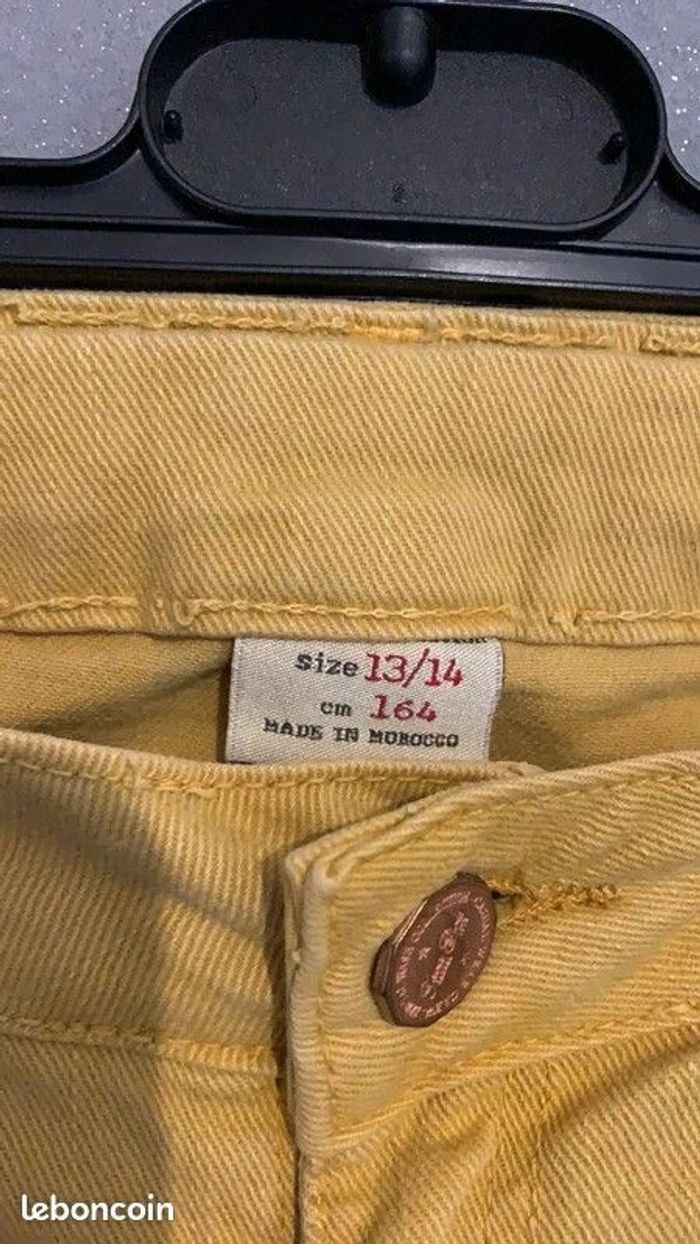 size 13/14
cm 164
MADE IN MOROCCO
leboncoin